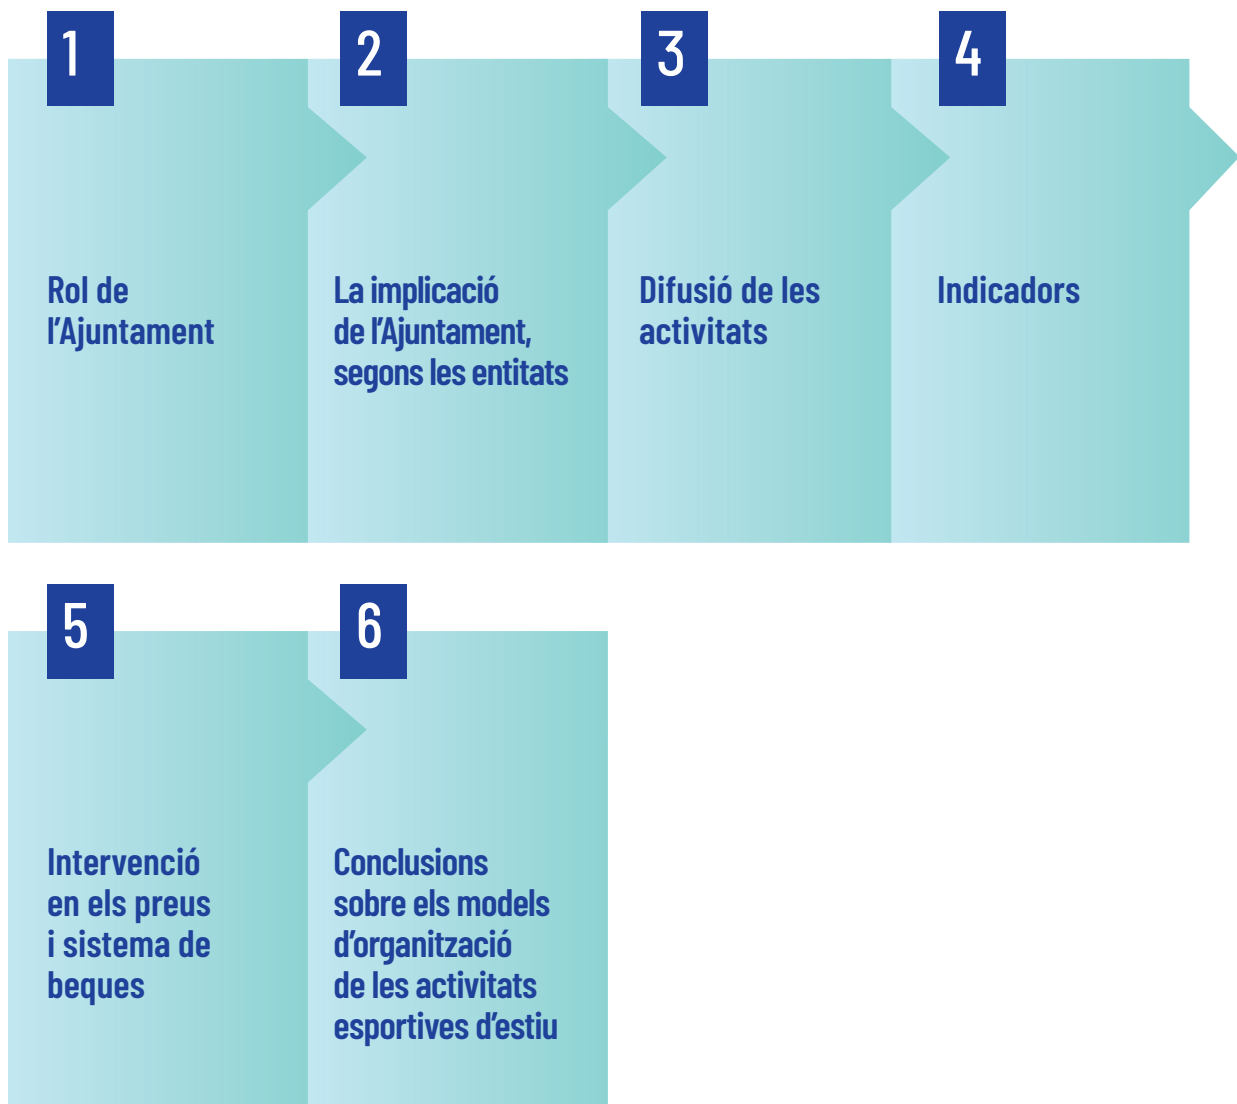 1
Rol de
l'Ajuntament
2
La implicació
de l'Ajuntament,
segons les entitats
3
Difusió de les
activitats
4
Indicadors
5
Intervenció
en els preus
i sistema de
beques
6
Conclusions
sobre els models
d'organització
de les activitats
esportives d'estiu